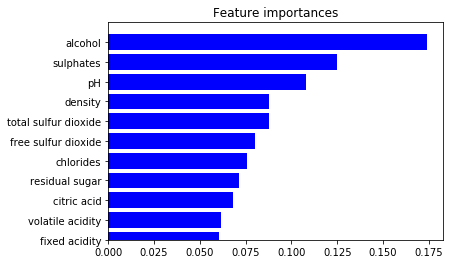 Feature importances
alcohol
sulphates
pH
density
total sulfur dioxide
free sulfur dioxide
chlorides
residual sugar
citric acid
volatile acidity
fixed acidity
0.000 0.025 0.050 0.075 0.100 0.125 0.150 0.175